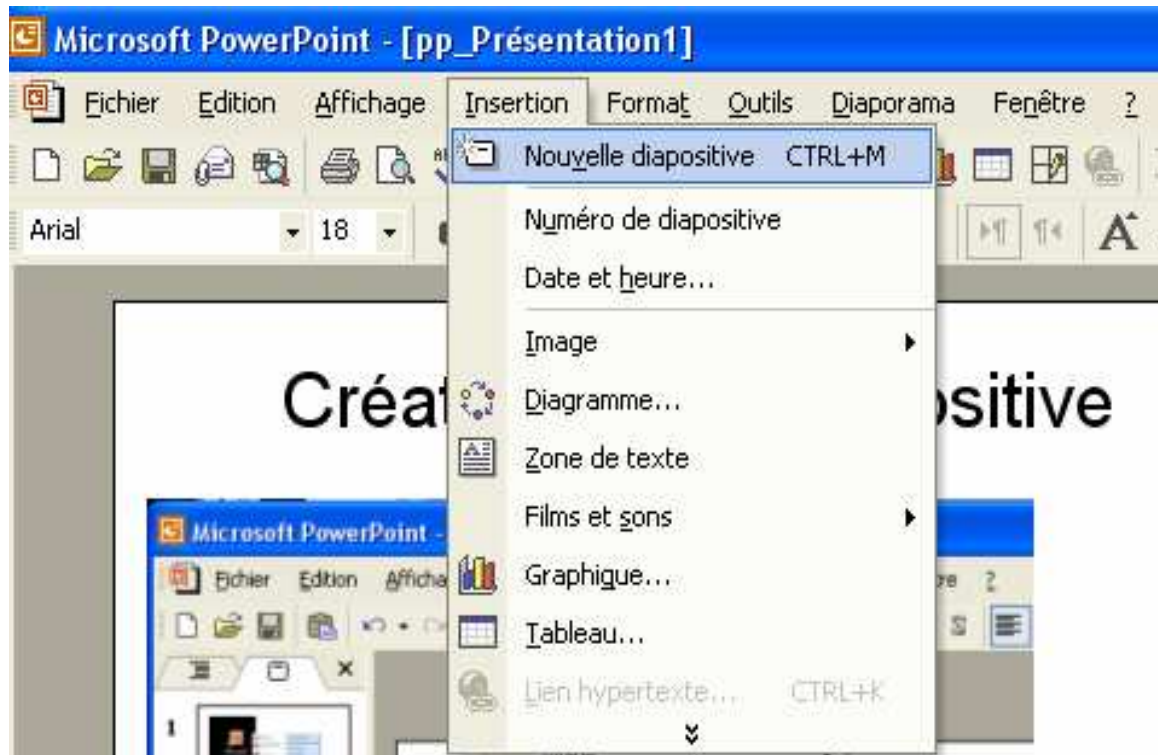 Microsoft PowerPoint - [pp_Présentation1]
Fichier Edition Affichage Insertion Format Outils Diaporama Fenêtre ?
Nouvelle diapositive CTRL+M
Arial 18
Numéro de diapositive
Date et heure...
Image
Créat ositive
Diagramme...
Zone de texte
Films et sons
Microsoft PowerPoint -
Graphique...
Fichier Edition Afficha ?
Tableau...
Lien hypertexte... CTRL+K
1